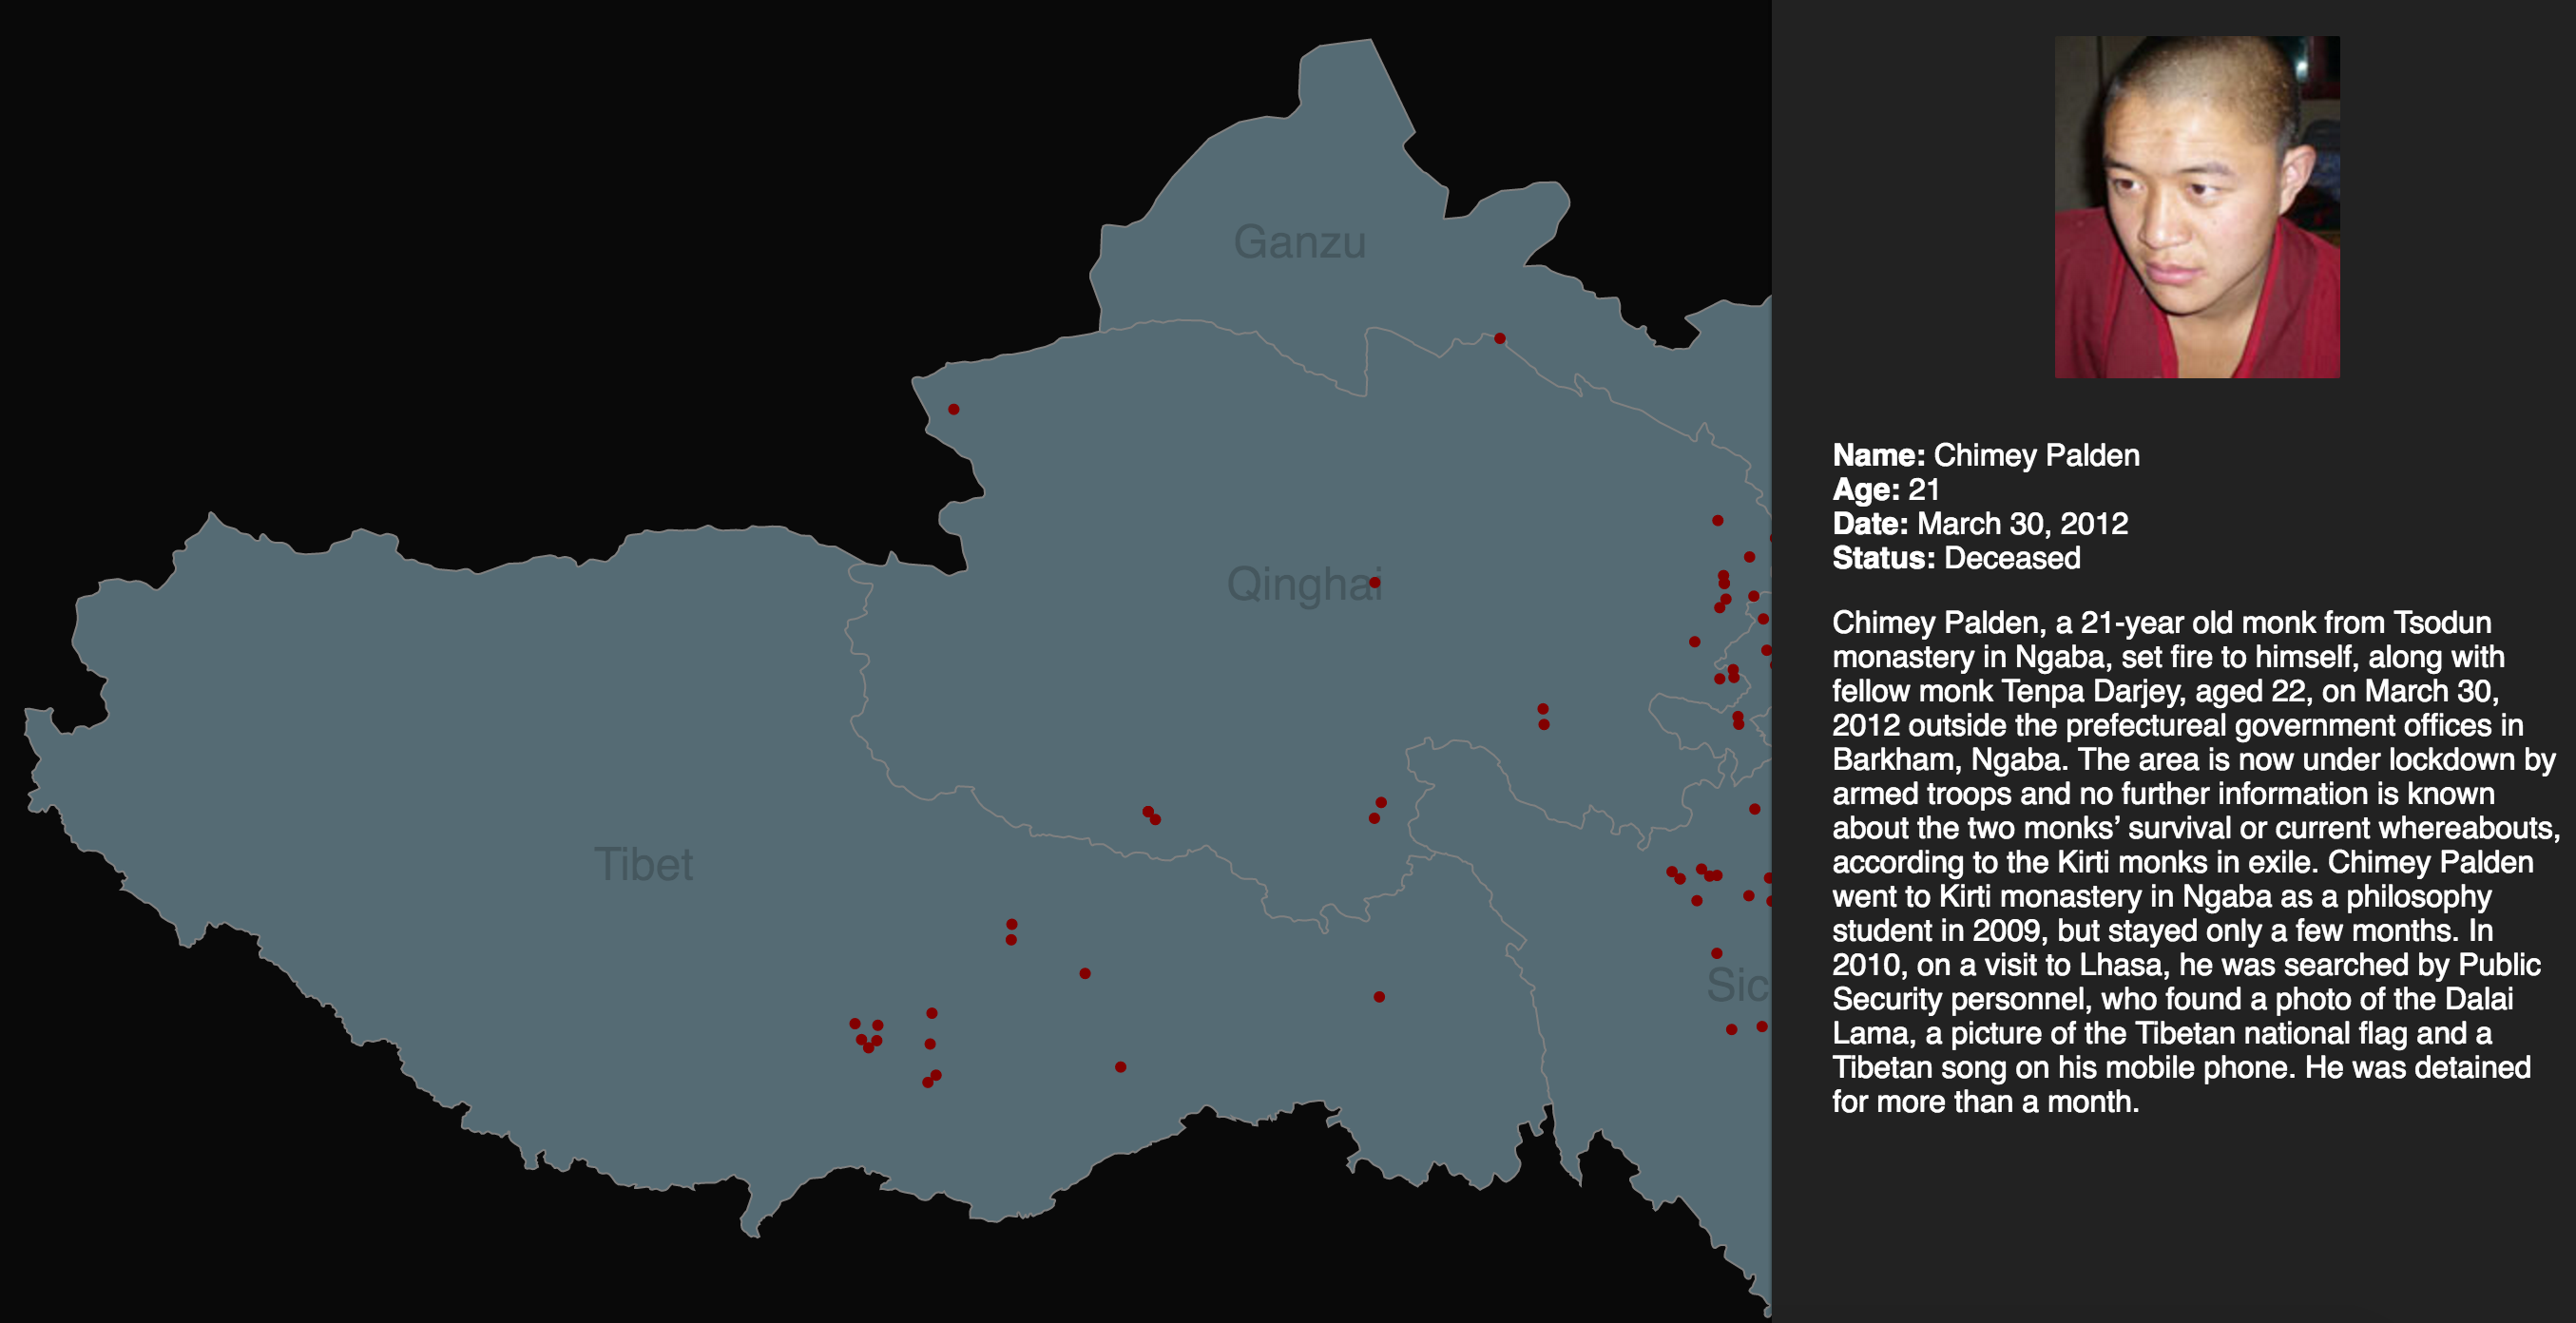 Ganzu
Qinghai
Tibet
Sic
Name: Chimey Palden
Age: 21
Date: March 30, 2012
Status: Deceased
Chimey Palden, a 21-year old monk from Tsodun
monastery in Ngaba, set fire to himself, along with
fellow monk Tenpa Darjey, aged 22, on March 30,
2012 outside the prefectureal government offices in
Barkham, Ngaba. The area is now under lockdown by
armed troops and no further information is known
about the two monks’ survival or current whereabouts,
according to the Kirti monks in exile. Chimey Palden
went to Kirti monastery in Ngaba as a philosophy
student in 2009, but stayed only a few months. In
2010, on a visit to Lhasa, he was searched by Public
Security personnel, who found a photo of the Dalai
Lama, a picture of the Tibetan national flag and a
Tibetan song on his mobile phone. He was detained
for more than a month.